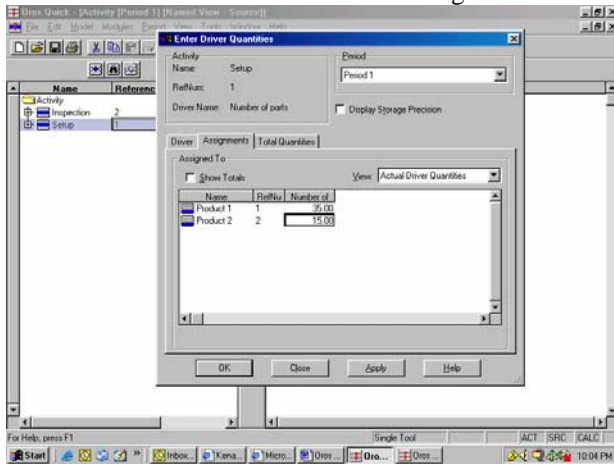 Oros Quick - [Activity [Period 1] [Named View - Source]]
File Edit Model Modules Period View Tools Window Help
Enter Driver Quantities
Activity
Name: Setup
RefNum: 1
Driver Name: Number of parts
Period
Period 1
Display Storage Precision
Name Referenc
Activity
Inspection 2
Setup 1
Driver Assignments Total Quantities
Assigned To
Show Totals
View: Actual Driver Quantities
Name RefNu Number of
Product 1 1 35.00
Product 2 2 15.00
OK Close Apply Help
For Help, press F1 Single Tool ACT SRC CALC
Start Inbox... Kena... Micro... Oros ... Oro... Oros ... 10:04 PM